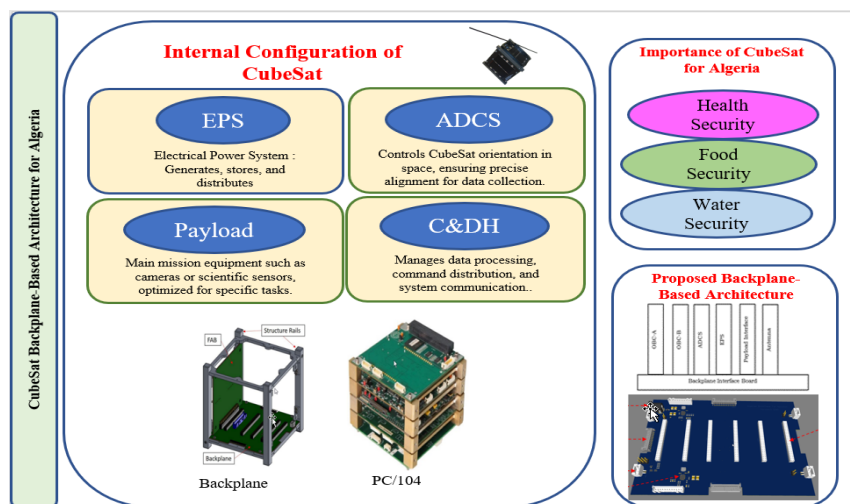 CubeSat Backplane-Based Architecture for Algeria
Internal Configuration of
CubeSat
EPS
Electrical Power System :
Generates, stores, and
distributes
ADCS
Controls CubeSat orientation in
space, ensuring precise
alignment for data collection.
Payload
Main mission equipment such as
cameras or scientific sensors,
optimized for specific tasks.
C&DH
Manages data processing,
command distribution, and
system communication..
FAB
Structure Rails
Backplane
Backplane
PC/104
Importance of CubeSat
for Algeria
Health
Security
Food
Security
Water
Security
Proposed Backplane-
Based Architecture
OBC-A
OBC-B
ADCS
EPS
Payload Interface
Antenna
Backplane Interface Board